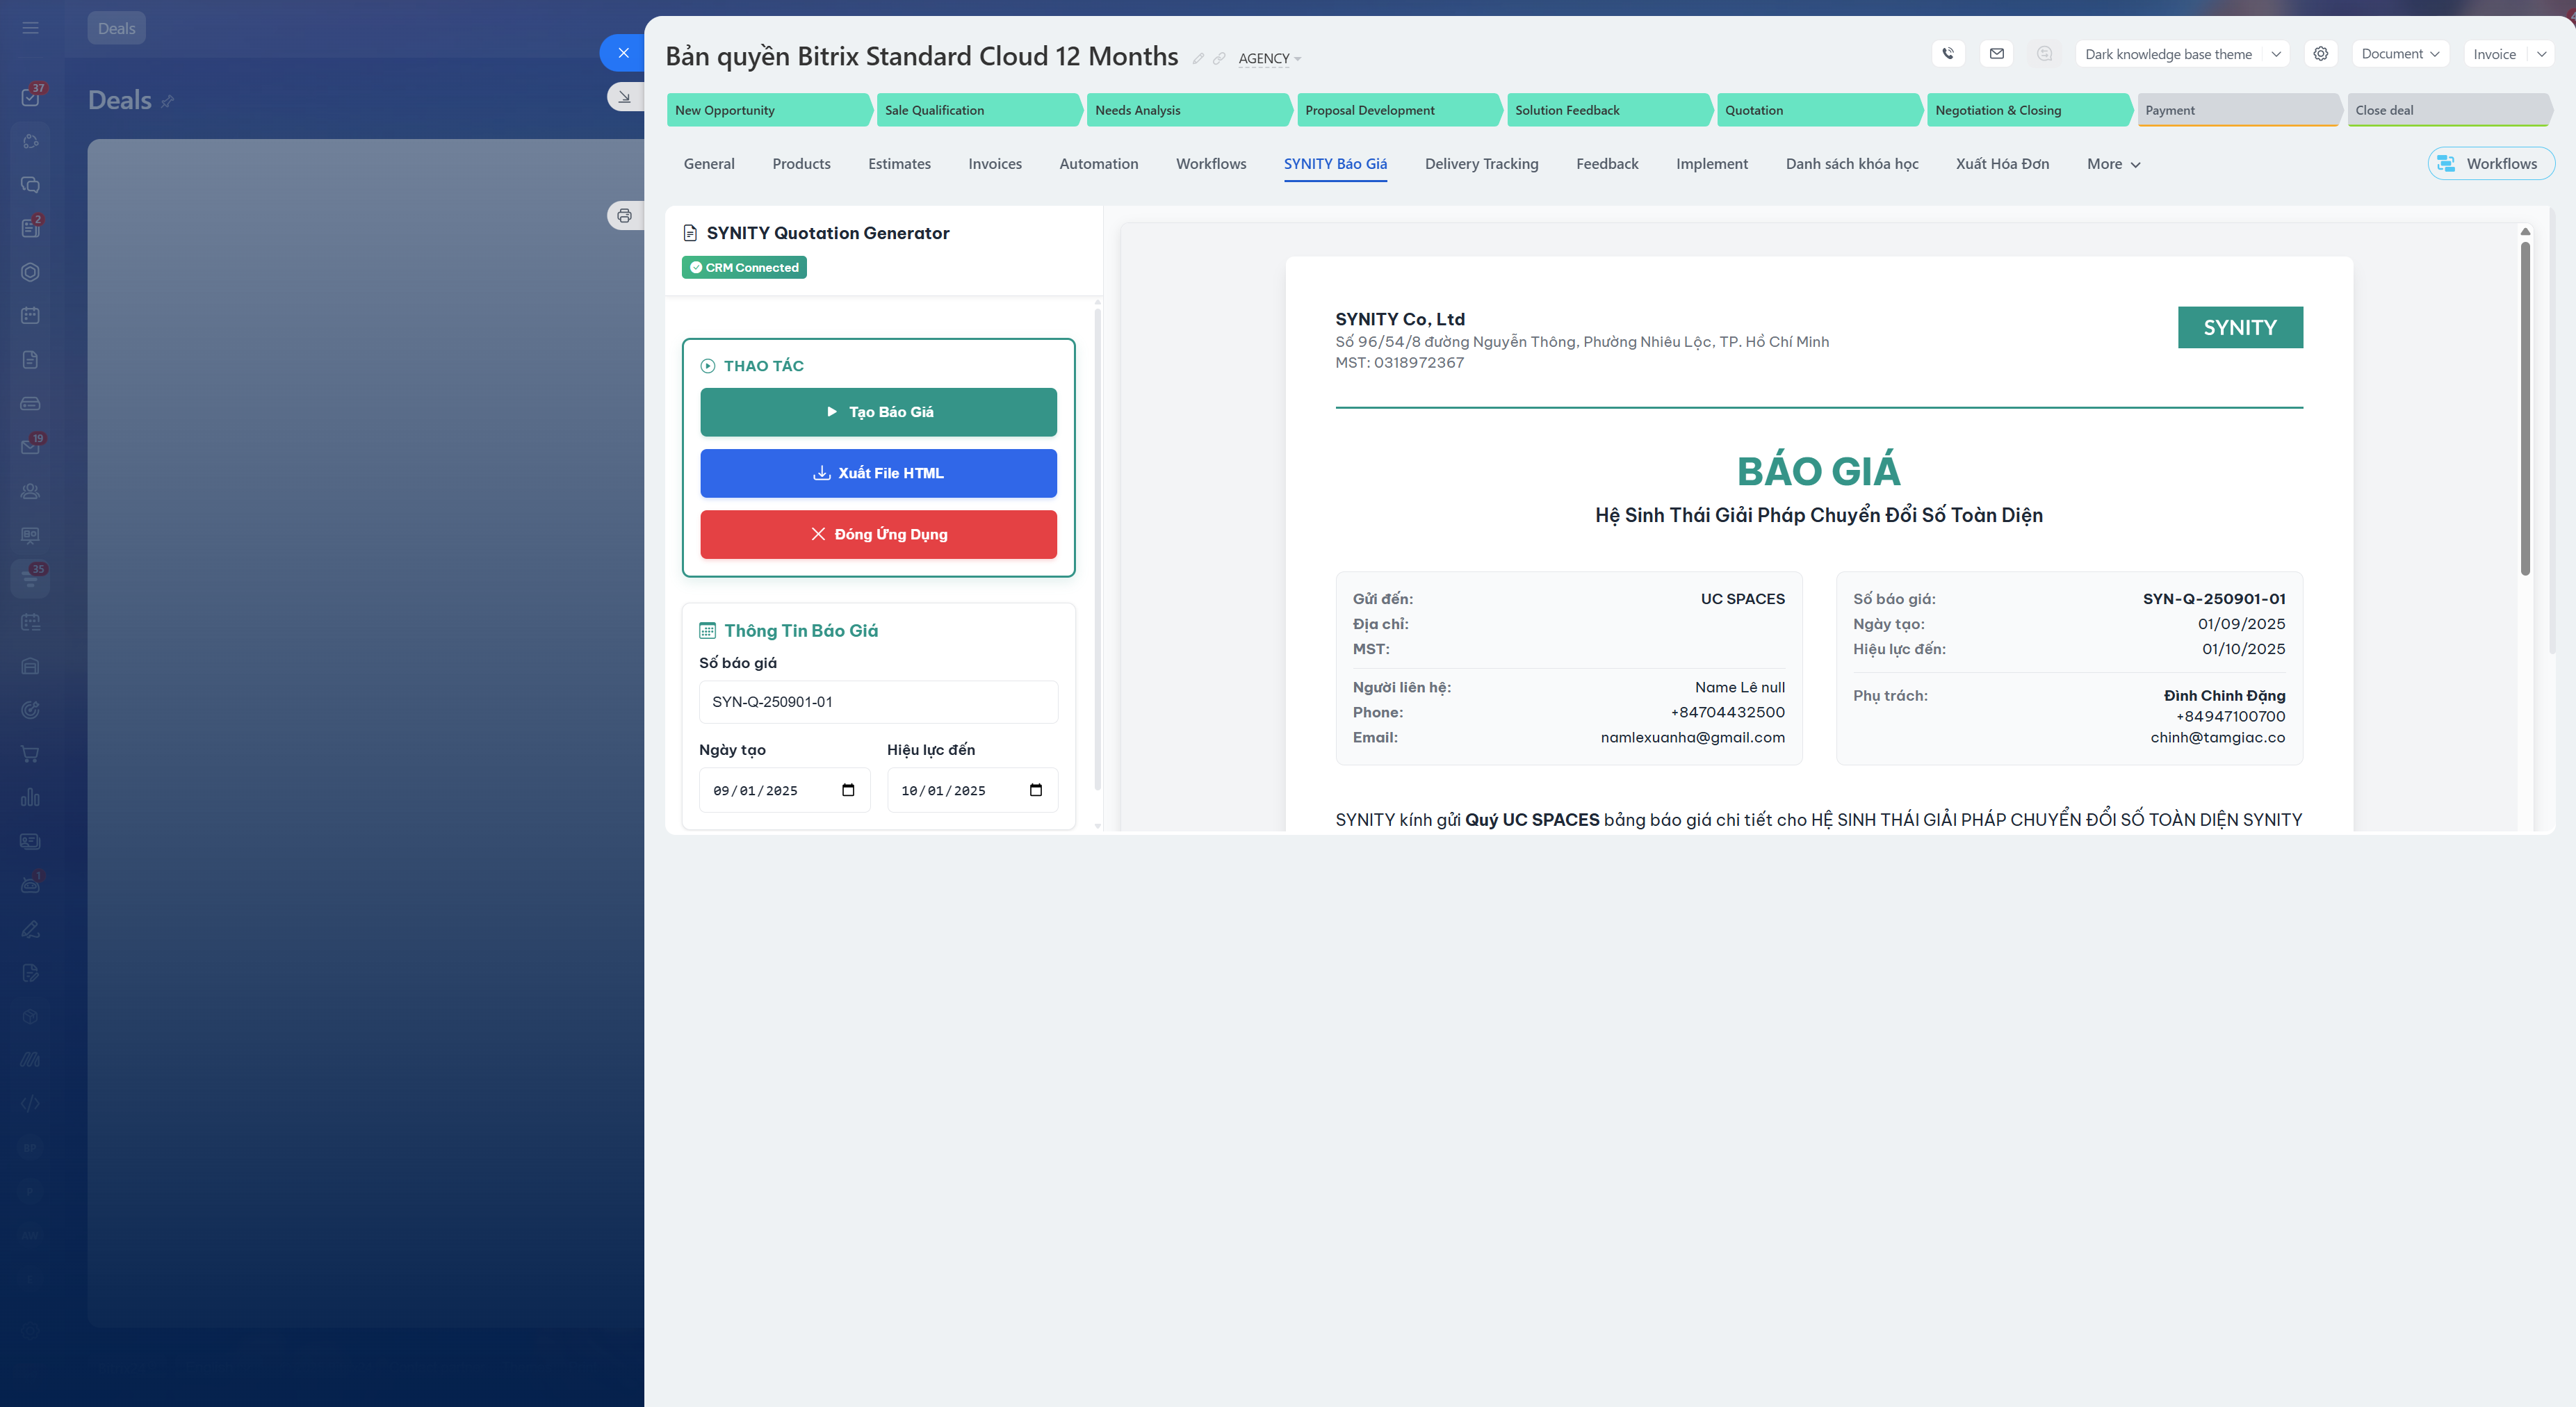 Deals
Deals
37
2
19
35
1
Bản quyền Bitrix Standard Cloud 12 Months
AGENCY
Dark knowledge base theme
Document
Invoice
New Opportunity
Sale Qualification
Needs Analysis
Proposal Development
Solution Feedback
Quotation
Negotiation & Closing
Payment
Close deal
General
Products
Estimates
Invoices
Automation
Workflows
SYNITY Báo Giá
Delivery Tracking
Feedback
Implement
Danh sách khóa học
Xuất Hóa Đơn
More
Workflows
SYNITY Quotation Generator
CRM Connected
THAO TÁC
Tạo Báo Giá
Xuất File HTML
Đóng Ứng Dụng
Thông Tin Báo Giá
Số báo giá
SYN-Q-250901-01
Ngày tạo
Hiệu lực đến
09/01/2025
10/01/2025
SYNITY Co, Ltd
Số 96/54/8 đường Nguyễn Thông, Phường Nhiêu Lộc, TP. Hồ Chí Minh
MST: 0318972367
SYNITY
BÁO GIÁ
Hệ Sinh Thái Giải Pháp Chuyển Đổi Số Toàn Diện
Gửi đến: UC SPACES
Địa chỉ:
MST:
Người liên hệ: Name Lê null
Phone: +84704432500
Email: namlexuanha@gmail.com
Số báo giá: SYN-Q-250901-01
Ngày tạo: 01/09/2025
Hiệu lực đến: 01/10/2025
Phụ trách: Đình Chinh Đặng
+84947100700
chinh@tamgiac.co
SYNITY kính gửi Quý UC SPACES bảng báo giá chi tiết cho HỆ SINH THÁI GIẢI PHÁP CHUYỂN ĐỔI SỐ TOÀN DIỆN SYNITY